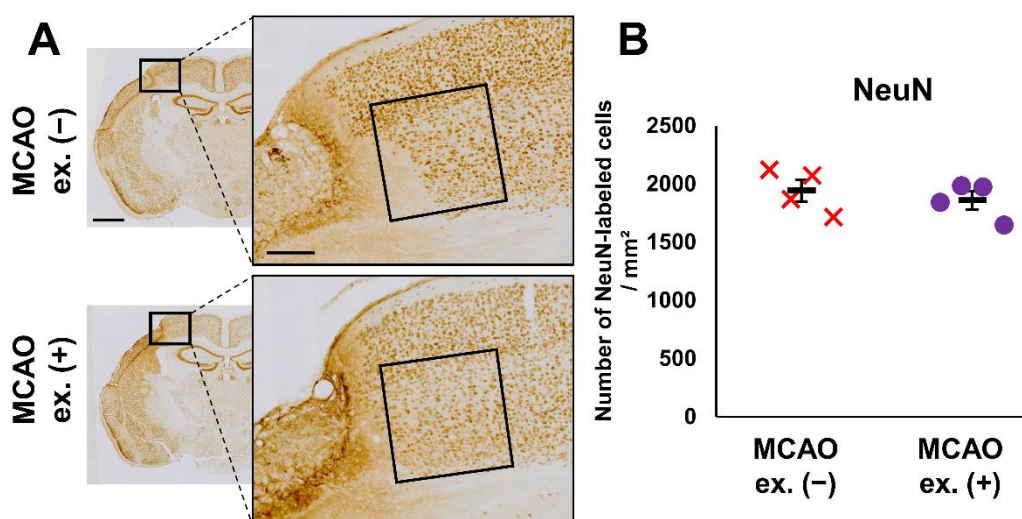 A
MCAO
ex. (−)
MCAO
ex. (+)
B
NeuN
Number of NeuN-labeled cells
/ mm²
2500
2000
1500
1000
500
0
MCAO
ex. (−)
MCAO
ex. (+)